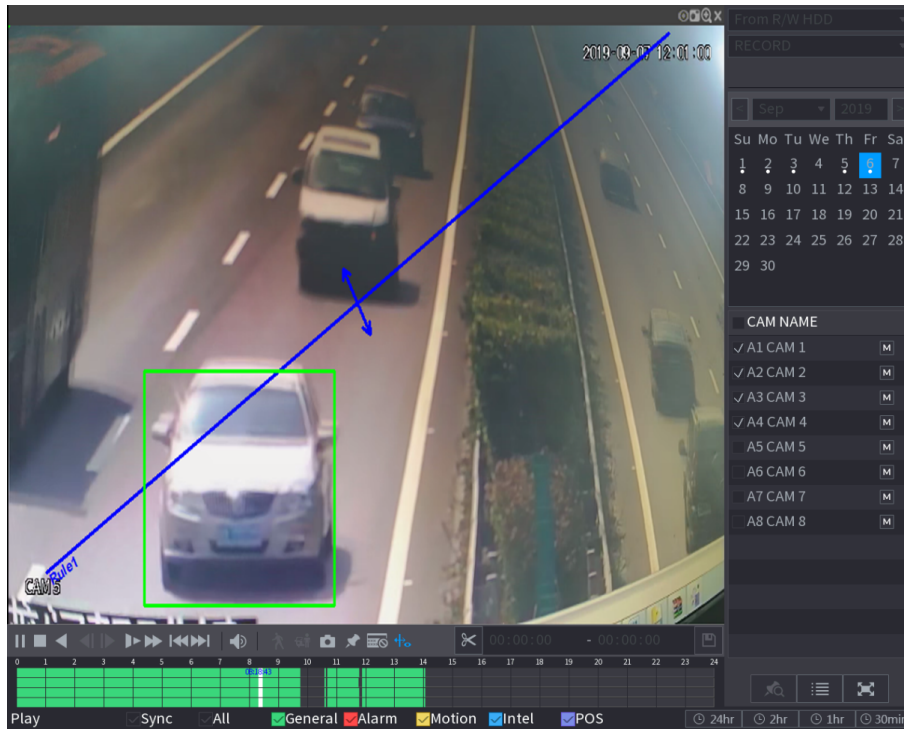 From R/W HDD
RECORD
2019-09-07 12:01:00
Sep 2019
Su Mo Tu We Th Fr Sa
1 2 3 4 5 6 7
8 9 10 11 12 13 14
15 16 17 18 19 20 21
22 23 24 25 26 27 28
29 30
CAM NAME
A1 CAM 1 M
A2 CAM 2 M
A3 CAM 3 M
A4 CAM 4 M
A5 CAM 5 M
A6 CAM 6 M
A7 CAM 7 M
A8 CAM 8 M
Rule1
CAM 5
00:00:00 - 00:00:00
0 1 2 3 4 5 6 7 8 9 10 11 12 13 14 15 16 17 18 19 20 21 22 23 24
08:18:43
Play Sync All General Alarm Motion Intel POS 24hr 2hr 1hr 30min